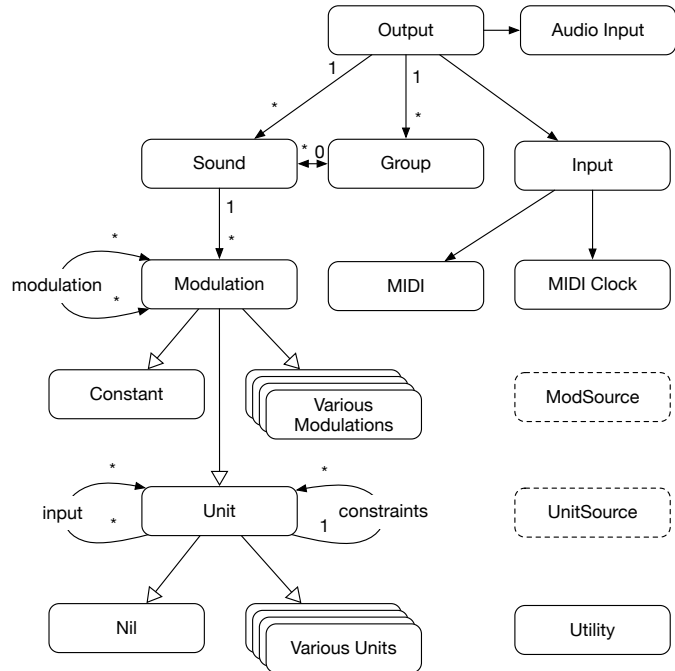 Output
Audio Input
1
1
*
*
Sound
* 0
Group
Input
1
*
*
modulation
*
Modulation
MIDI
MIDI Clock
Constant
Various
Modulations
ModSource
*
*
input
*
Unit
1
constraints
UnitSource
Nil
Various Units
Utility